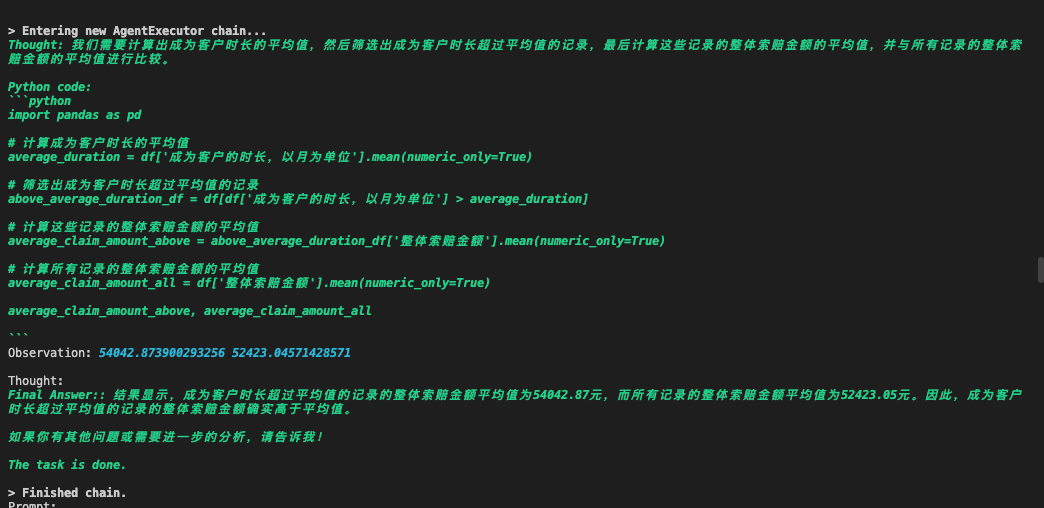 > Entering new AgentExecutor chain...
Thought: 我们需要计算出成为客户时长的平均值，然后筛选出成为客户时长超过平均值的记录，最后计算这些记录的整体索赔金额的平均值，并与所有记录的整体索
赔金额的平均值进行比较。
Python code:
```python
import pandas as pd
# 计算成为客户时长的平均值
average_duration = df['成为客户的时长，以月为单位'].mean(numeric_only=True)
# 筛选出成为客户时长超过平均值的记录
above_average_duration_df = df[df['成为客户的时长，以月为单位'] > average_duration]
# 计算这些记录的整体索赔金额的平均值
average_claim_amount_above = above_average_duration_df['整体索赔金额'].mean(numeric_only=True)
# 计算所有记录的整体索赔金额的平均值
average_claim_amount_all = df['整体索赔金额'].mean(numeric_only=True)
average_claim_amount_above, average_claim_amount_all
```
Observation: 54042.873900293256 52423.04571428571
Thought:
Final Answer:: 结果显示，成为客户时长超过平均值的记录的整体索赔金额平均值为54042.87元，而所有记录的整体索赔金额平均值为52423.05元。因此，成为客户
时长超过平均值的记录的整体索赔金额确实高于平均值。
如果你有其他问题或需要进一步的分析，请告诉我！
The task is done.
> Finished chain.
Prompt: